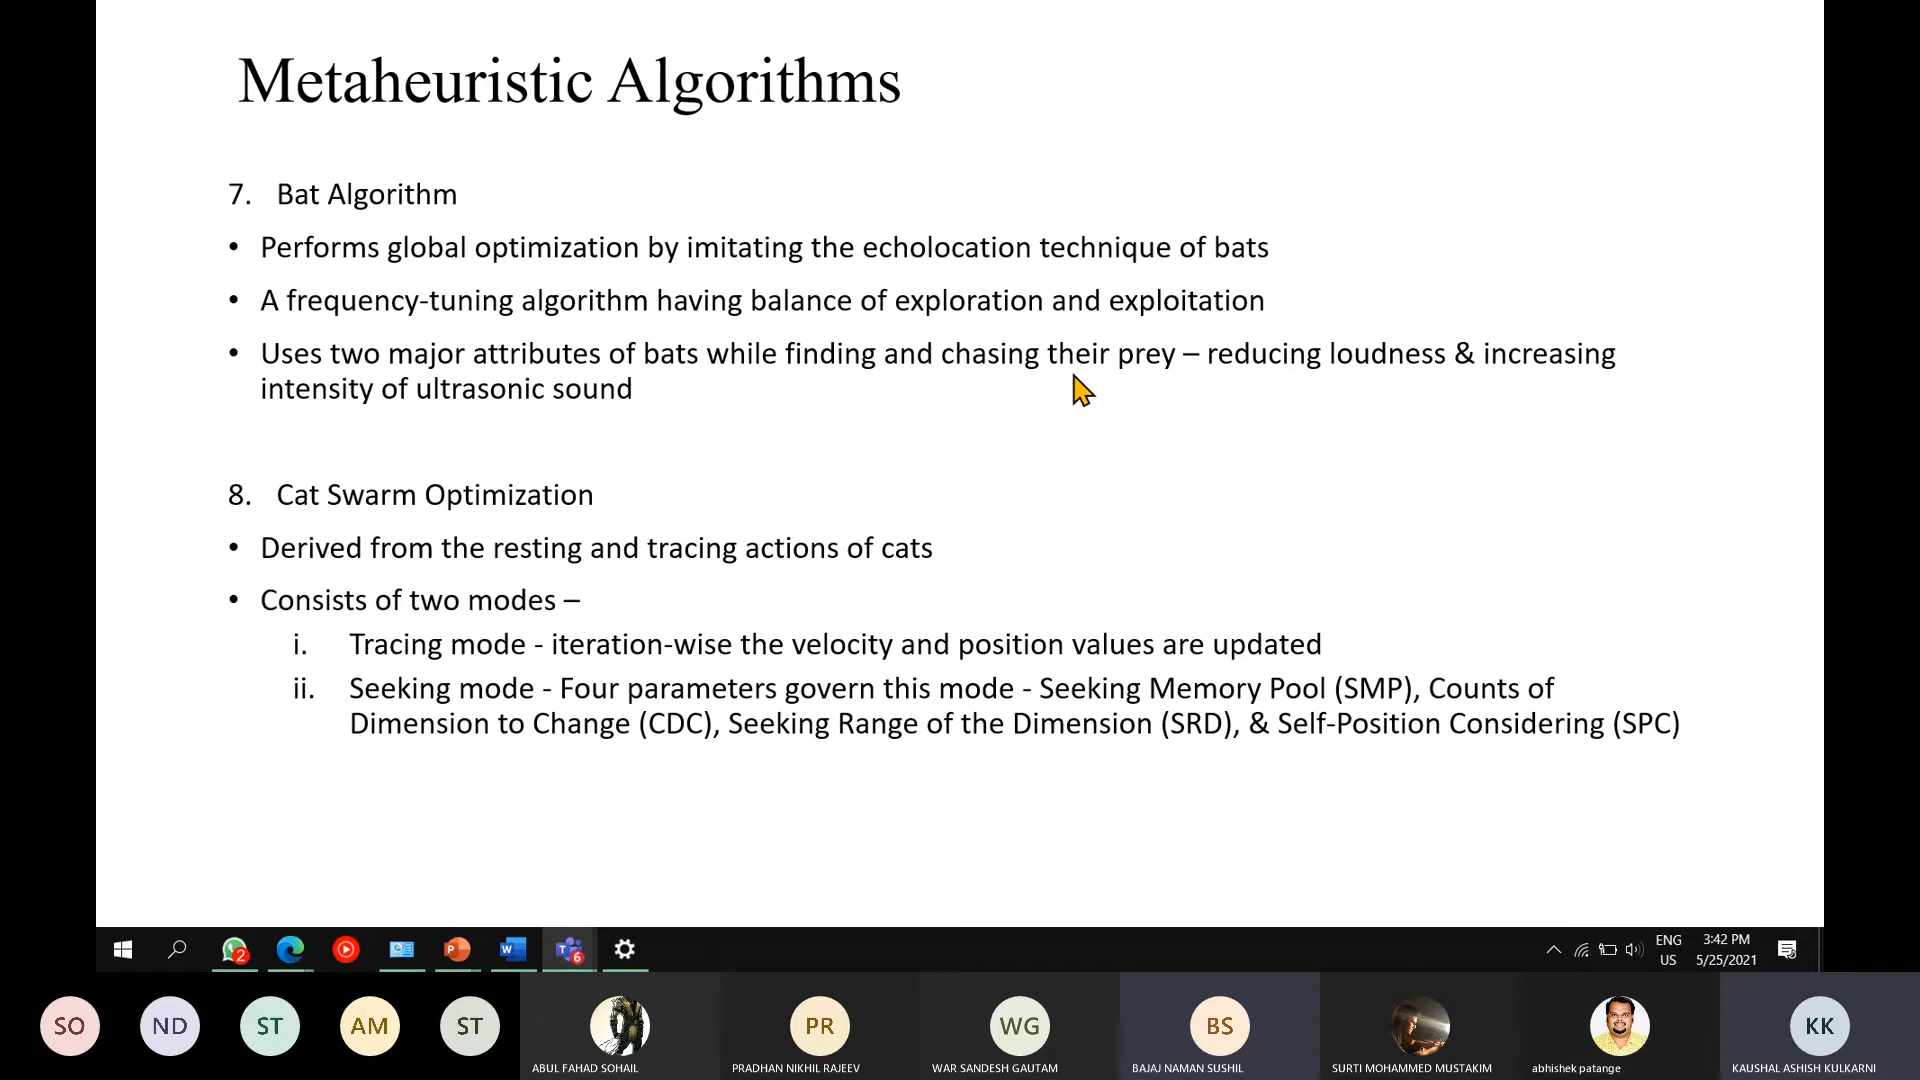 Metaheuristic Algorithms
7. Bat Algorithm
• Performs global optimization by imitating the echolocation technique of bats
• A frequency-tuning algorithm having balance of exploration and exploitation
• Uses two major attributes of bats while finding and chasing their prey – reducing loudness & increasing
intensity of ultrasonic sound
8. Cat Swarm Optimization
• Derived from the resting and tracing actions of cats
• Consists of two modes –
i. Tracing mode - iteration-wise the velocity and position values are updated
ii. Seeking mode - Four parameters govern this mode - Seeking Memory Pool (SMP), Counts of
Dimension to Change (CDC), Seeking Range of the Dimension (SRD), & Self-Position Considering (SPC)
2
P
W
T
6
ENG
US
3:42 PM
5/25/2021
SO
ND
ST
AM
ST
PR
WG
BS
KK
ABUL FAHAD SOHAIL
PRADHAN NIKHIL RAJEEV
WAR SANDESH GAUTAM
BAJAJ NAMAN SUSHIL
SURTI MOHAMMED MUSTAKIM
abhishek patange
KAUSHAL ASHISH KULKARNI